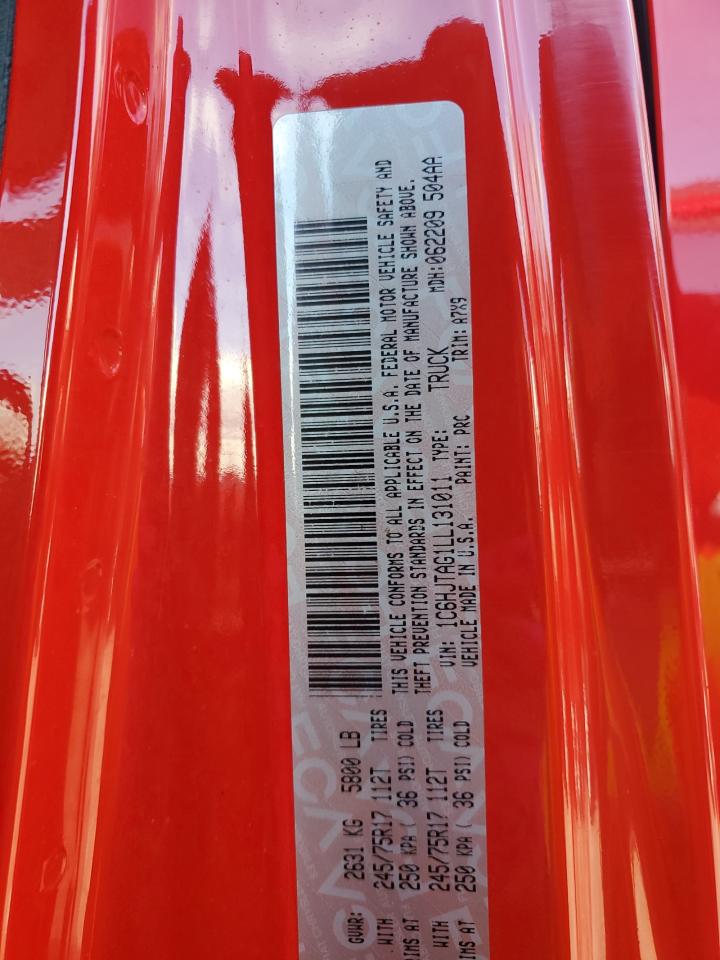 GVWR: 2631 KG 5800 LB
WITH 245/75R17 112T TIRES
IMS AT 250 KPA ( 36 PSI) COLD
WITH 245/75R17 112T TIRES
IMS AT 250 KPA ( 36 PSI) COLD
THIS VEHICLE CONFORMS TO ALL APPLICABLE U.S.A. FEDERAL MOTOR VEHICLE SAFETY AND
THEFT PREVENTION STANDARDS IN EFFECT ON THE DATE OF MANUFACTURE SHOWN ABOVE.
VIN: 1C6HJTAG1LL131011 TYPE: TRUCK MDH:062209 504AA
VEHICLE MADE IN U.S.A. PAINT: PRC TRIM: A7X9